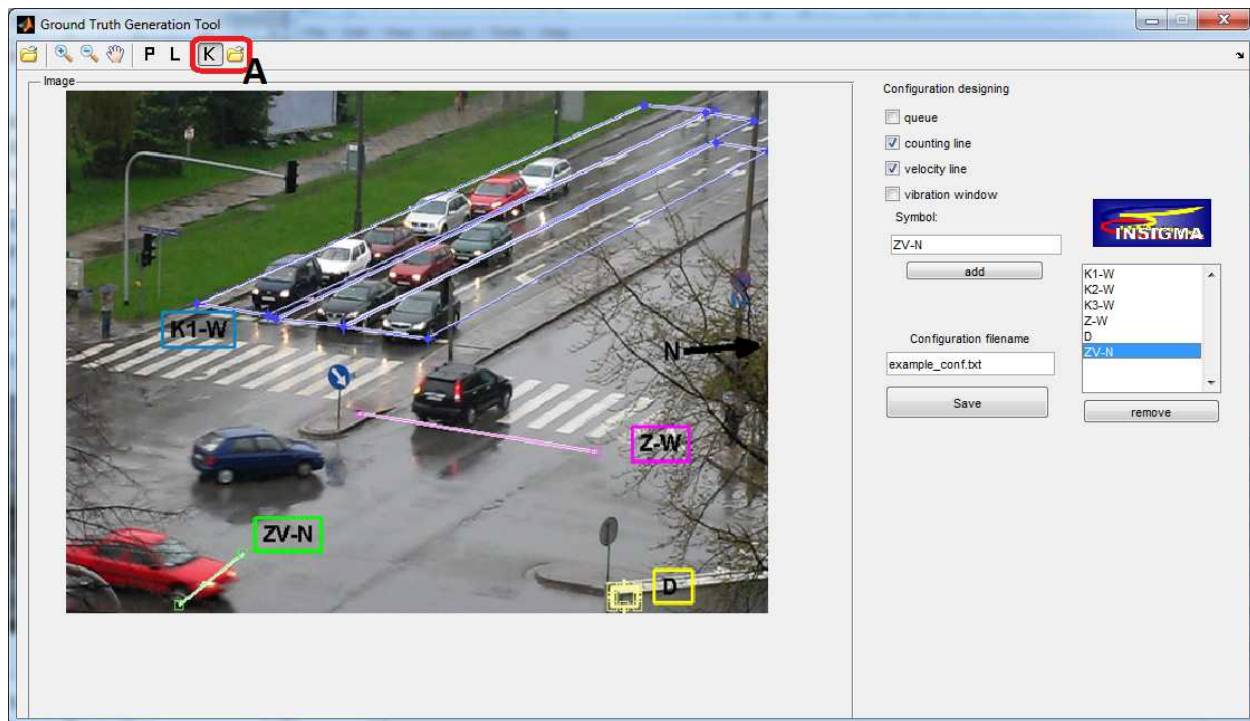 Ground Truth Generation Tool
P L K
A
Image
K1-W
N
Z-W
ZV-N
D
Configuration designing
queue
counting line
velocity line
vibration window
Symbol:
ZV-N
add
INSIGMA
K1-W
K2-W
K3-W
Z-W
D
ZV-N
Configuration filename
example_conf.txt
Save
remove